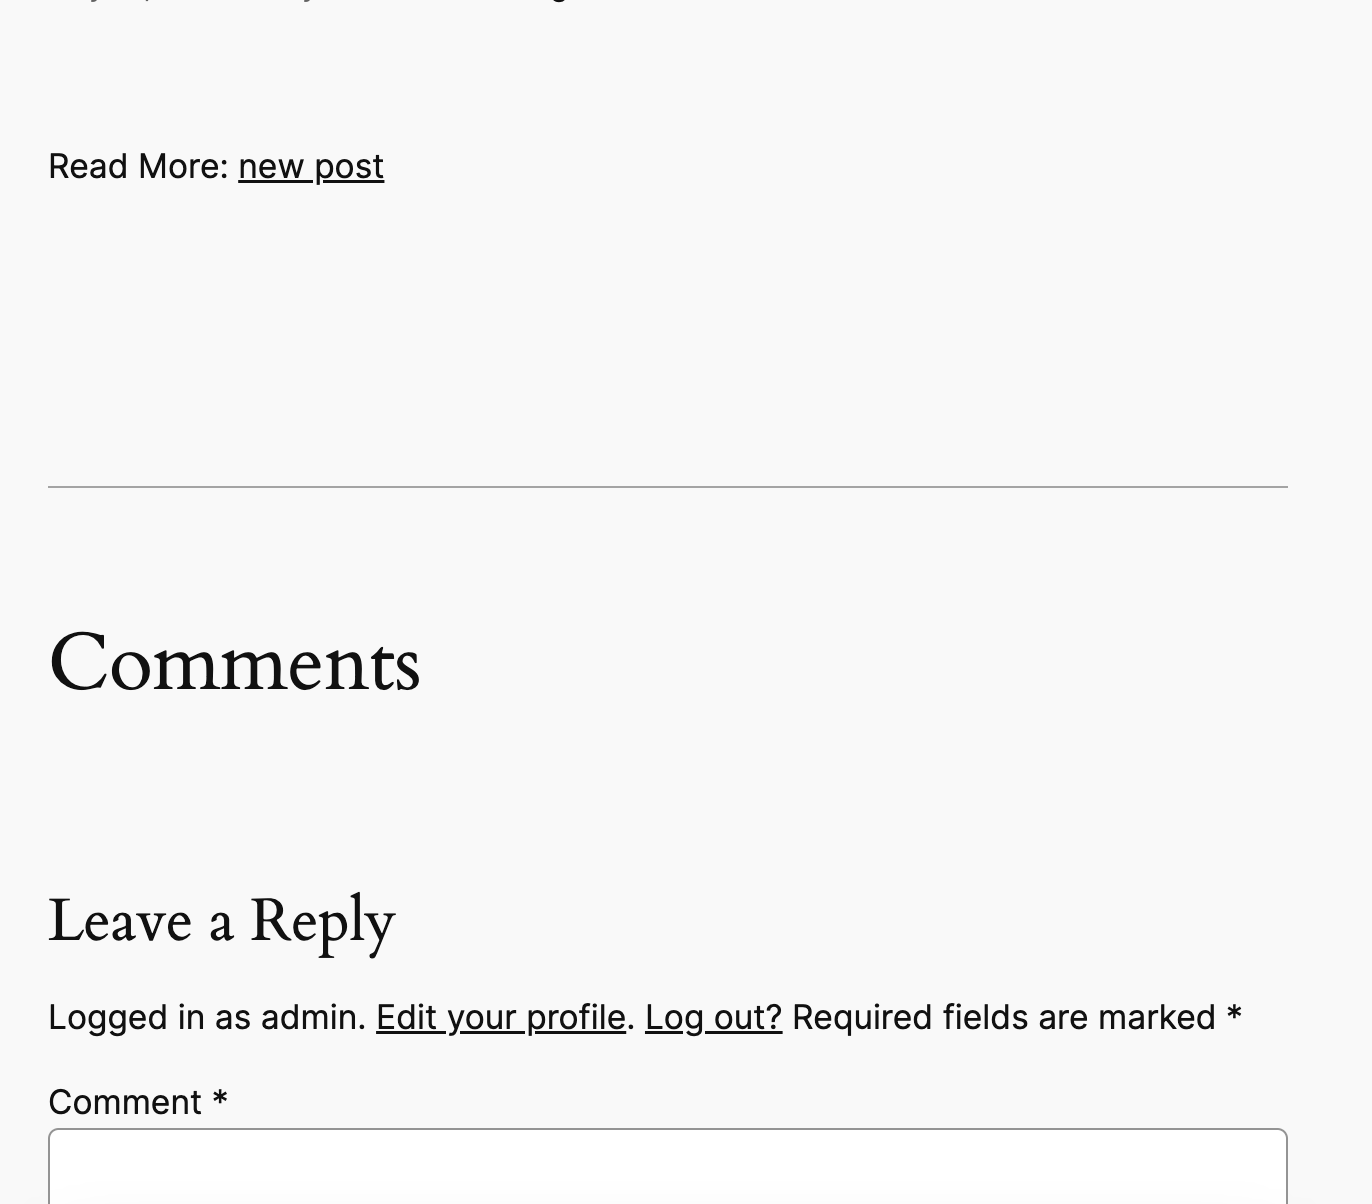 Read More: new post
Comments
Leave a Reply
Logged in as admin. Edit your profile. Log out? Required fields are marked *
Comment *